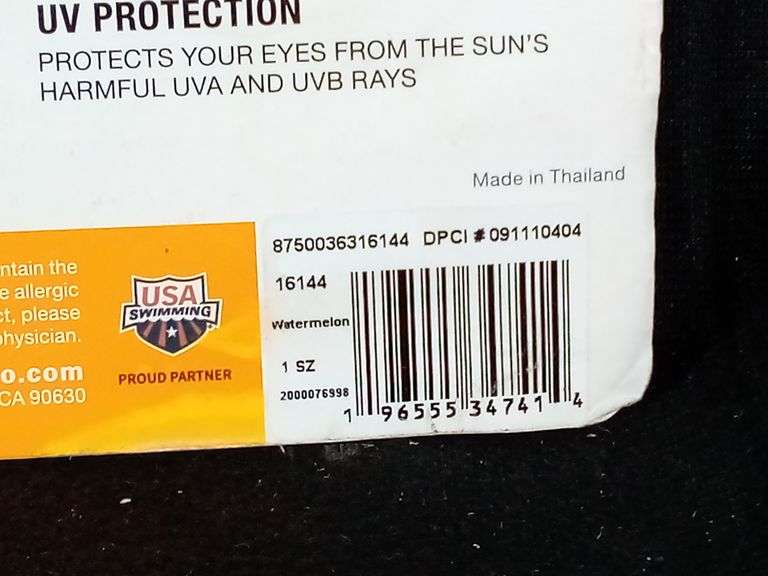 UV PROTECTION
PROTECTS YOUR EYES FROM THE SUN'S
HARMFUL UVA AND UVB RAYS
Made in Thailand
ntain the
e allergic
ct, please
physician.
o.com
CA 90630
USA
SWIMMING
PROUD PARTNER
8750036316144 DPCI # 091110404
16144
Watermelon
1 SZ
2000076998
1 96555 34741 4